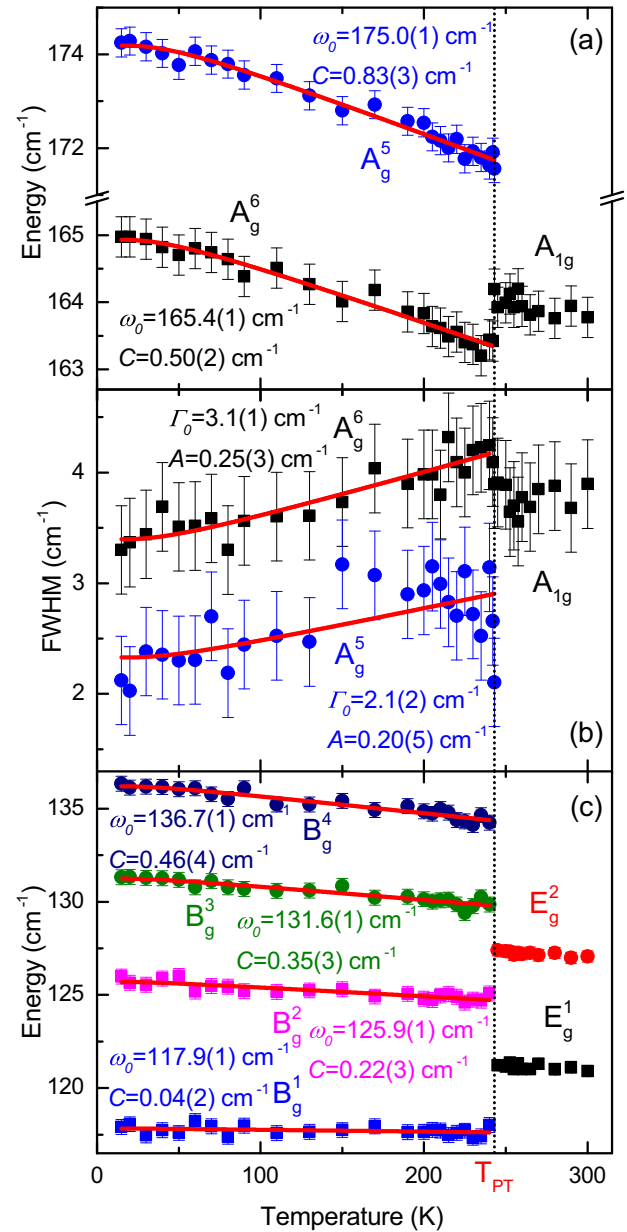 (a)
ω₀=175.0(1) cm⁻¹
C=0.83(3) cm⁻¹
174
172
A_g^5
Energy (cm⁻¹)
165
164
163
A_g^6
A_1g
ω₀=165.4(1) cm⁻¹
C=0.50(2) cm⁻¹
Γ₀=3.1(1) cm⁻¹
A=0.25(3) cm⁻¹
A_g^6
4
3
2
FWHM (cm⁻¹)
A_1g
A_g^5
Γ₀=2.1(2) cm⁻¹
A=0.20(5) cm⁻¹
(b)
(c)
135
130
125
120
Energy (cm⁻¹)
B_g^4
ω₀=136.7(1) cm⁻¹
C=0.46(4) cm⁻¹
B_g^3
ω₀=131.6(1) cm⁻¹
C=0.35(3) cm⁻¹
E_g^2
B_g^2
ω₀=125.9(1) cm⁻¹
C=0.22(3) cm⁻¹
E_g^1
ω₀=117.9(1) cm⁻¹
C=0.04(2) cm⁻¹
B_g^1
0 100 200 300
T_PT
Temperature (K)